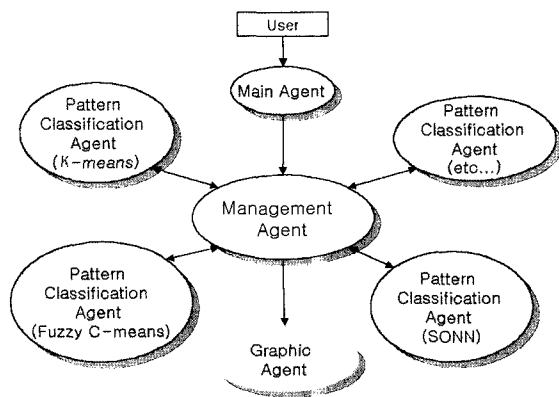 User
Main Agent
Pattern
Classification
Agent
(K-means)
Pattern
Classification
Agent
(etc...)
Management
Agent
Pattern
Classification
Agent
(Fuzzy C-means)
Pattern
Classification
Agent
(SONN)
Graphic
Agent